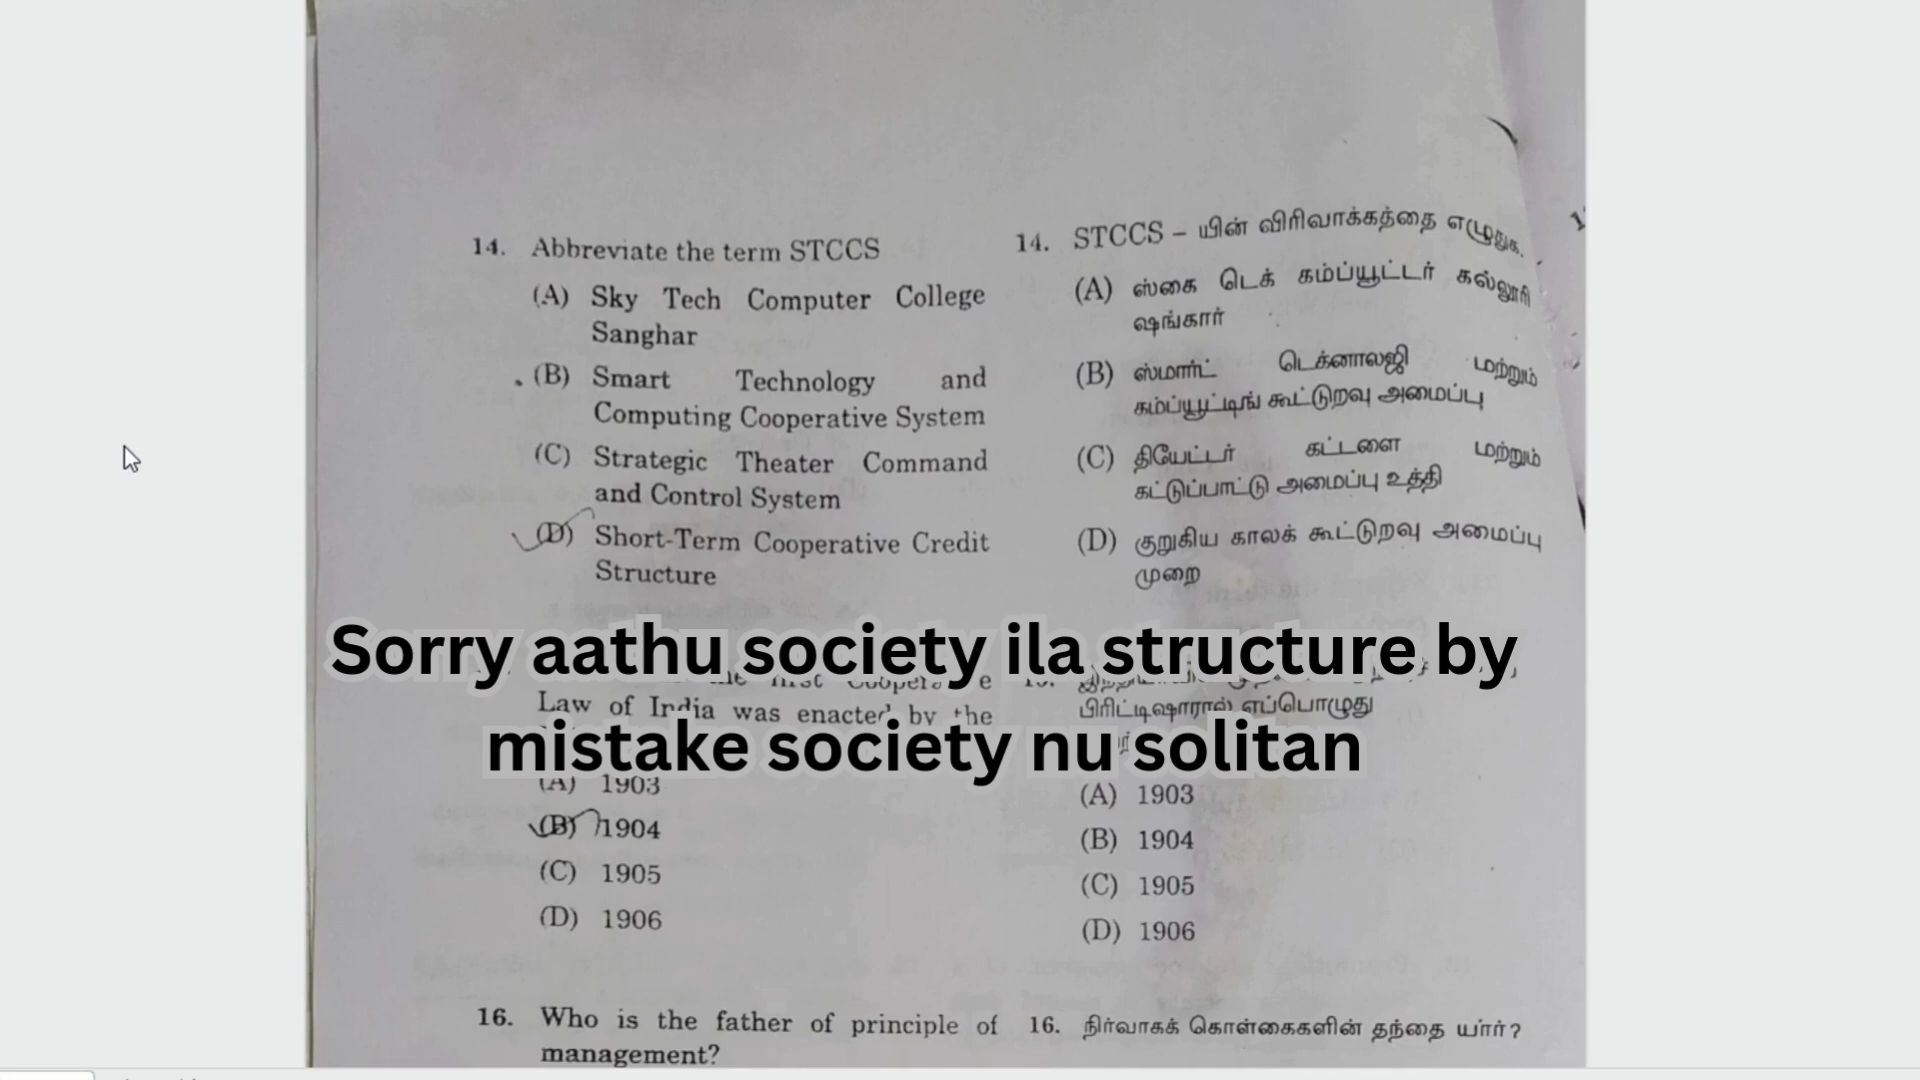 14. Abbreviate the term STCCS
(A) Sky Tech Computer College
Sanghar
(B) Smart Technology and
Computing Cooperative System
(C) Strategic Theater Command
and Control System
(D) Short-Term Cooperative Credit
Structure
Law of India was enacted by the
(A) 1903
(B) 1904
(C) 1905
(D) 1906
16. Who is the father of principle of
management?
14. STCCS – யின் விரிவாக்கத்தை எழுதுக.
(A) ஸ்கை டெக் கம்ப்யூட்டர் கல்லூரி
ஷங்கார்
(B) ஸ்மார்ட் டெக்னாலஜி மற்றும்
கம்ப்யூட்டிங் கூட்டுறவு அமைப்பு
(C) தியேட்டர் கட்டளை மற்றும்
கட்டுப்பாட்டு அமைப்பு உத்தி
(D) குறுகிய காலக் கூட்டுறவு அமைப்பு
முறை
பிரிட்டிஷாரால் எப்பொழுது
(A) 1903
(B) 1904
(C) 1905
(D) 1906
16. நிர்வாகக் கொள்கைகளின் தந்தை யார்?
Sorry aathu society ila structure by
mistake society nu solitan